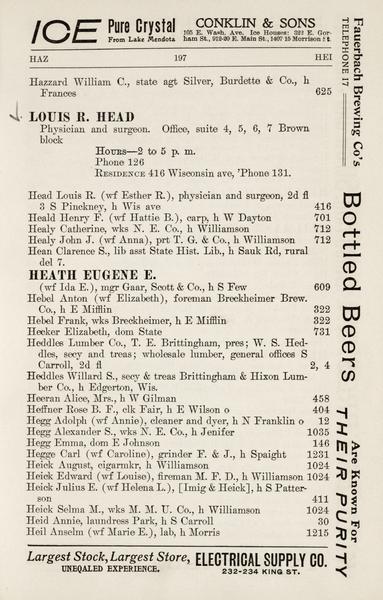 ICE Pure Crystal
From Lake Mendota
CONKLIN & SONS
105 E. Wash. Ave. Ice Houses: 322 E. Gor-
ham St., 912-20 E. Main St., 1407 15 Morrison St.
HAZ 197 HEI
Hazzard William C., state agt Silver, Burdette & Co., h
Frances 625
LOUIS R. HEAD
Physician and surgeon. Office, suite 4, 5, 6, 7 Brown
block
HOURS—2 to 5 p. m.
Phone 126
RESIDENCE 416 Wisconsin ave, 'Phone 131.
Head Louis R. (wf Esther R.), physician and surgeon, 2d fl
3 S Pinckney, h Wis ave 416
Heald Henry F. (wf Hattie B.), carp, h W Dayton 701
Healy Catherine, wks N. E. Co., h Williamson 712
Healy John J. (wf Anna), prt T. G. & Co., h Williamson 712
Hean Clarence S., lib asst State Hist. Lib., h Sauk Rd, rural
del 7.
HEATH EUGENE E.
(wf Ida E.), mgr Gaar, Scott & Co., h S Few 609
Hebel Anton (wf Elizabeth), foreman Breckheimer Brew.
Co., h E Mifflin 322
Hebel Frank, wks Breckheimer, h E Mifflin 322
Hecker Elizabeth, dom State 731
Heddles Lumber Co., T. E. Brittingham, pres; W. S. Hed-
dles, secy and treas; wholesale lumber, general offices S
Carroll, 2d fl 2, 4
Heddles Willard S., secy & treas Brittingham & Hixon Lum-
ber Co., h Edgerton, Wis.
Heeran Alice, Mrs., h W Gilman 458
Heffner Rose B. F., clk Fair, h E Wilson o 404
Hegg Adolph (wf Annie), cleaner and dyer, h N Franklin o 12
Hegg Alexander S., wks N. E. Co., h Jenifer 1035
Hegg Emma, dom E Johnson 146
Hegge Carl (wf Caroline), grinder F. & J., h Spaight 1231
Heick August, cigarmkr, h Williamson 1024
Heick Edward (wf Louise), fireman M. F. D., h Williamson 1024
Heick Julius E. (wf Helena L.), [Imig & Heick], h S Patter-
son 411
Heick Selma M., wks M. M. U. Co., h Williamson 1024
Heid Annie, laundress Park, h S Carroll 30
Heil Anselm (wf Marie E.), lab, h Morris 1215
Largest Stock, Largest Store,
UNEQALED EXPERIENCE.
ELECTRICAL SUPPLY CO.
232-234 KING ST.
Fauerbach Brewing Co's
TELEPHONE 17
Bottled Beers
Are Known For
THEIR PURITY